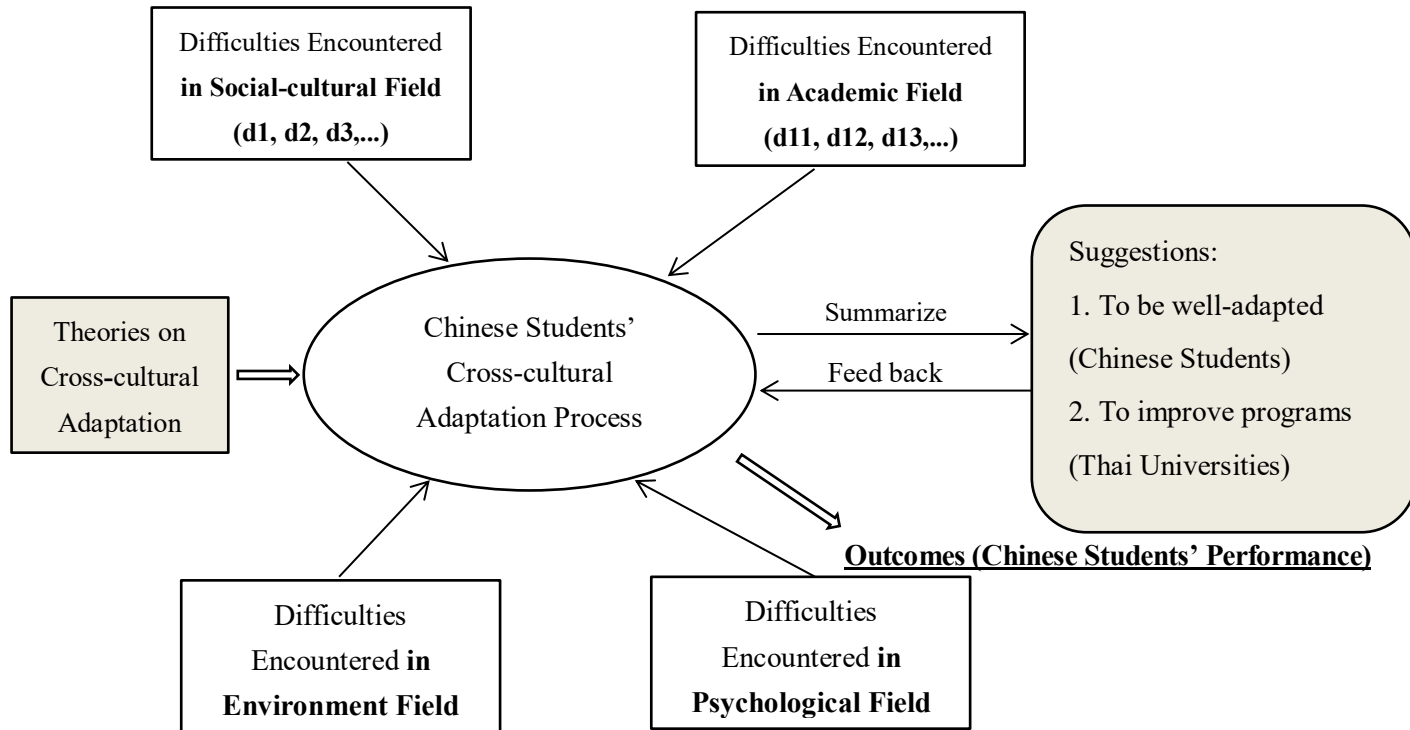 Difficulties Encountered
in Social-cultural Field
(d1, d2, d3,...)
Difficulties Encountered
in Academic Field
(d11, d12, d13,...)
Theories on
Cross-cultural
Adaptation
Chinese Students’
Cross-cultural
Adaptation Process
Summarize
Feed back
Suggestions:
1. To be well-adapted
(Chinese Students)
2. To improve programs
(Thai Universities)
Outcomes (Chinese Students’ Performance)
Difficulties
Encountered in
Environment Field
Difficulties
Encountered in
Psychological Field